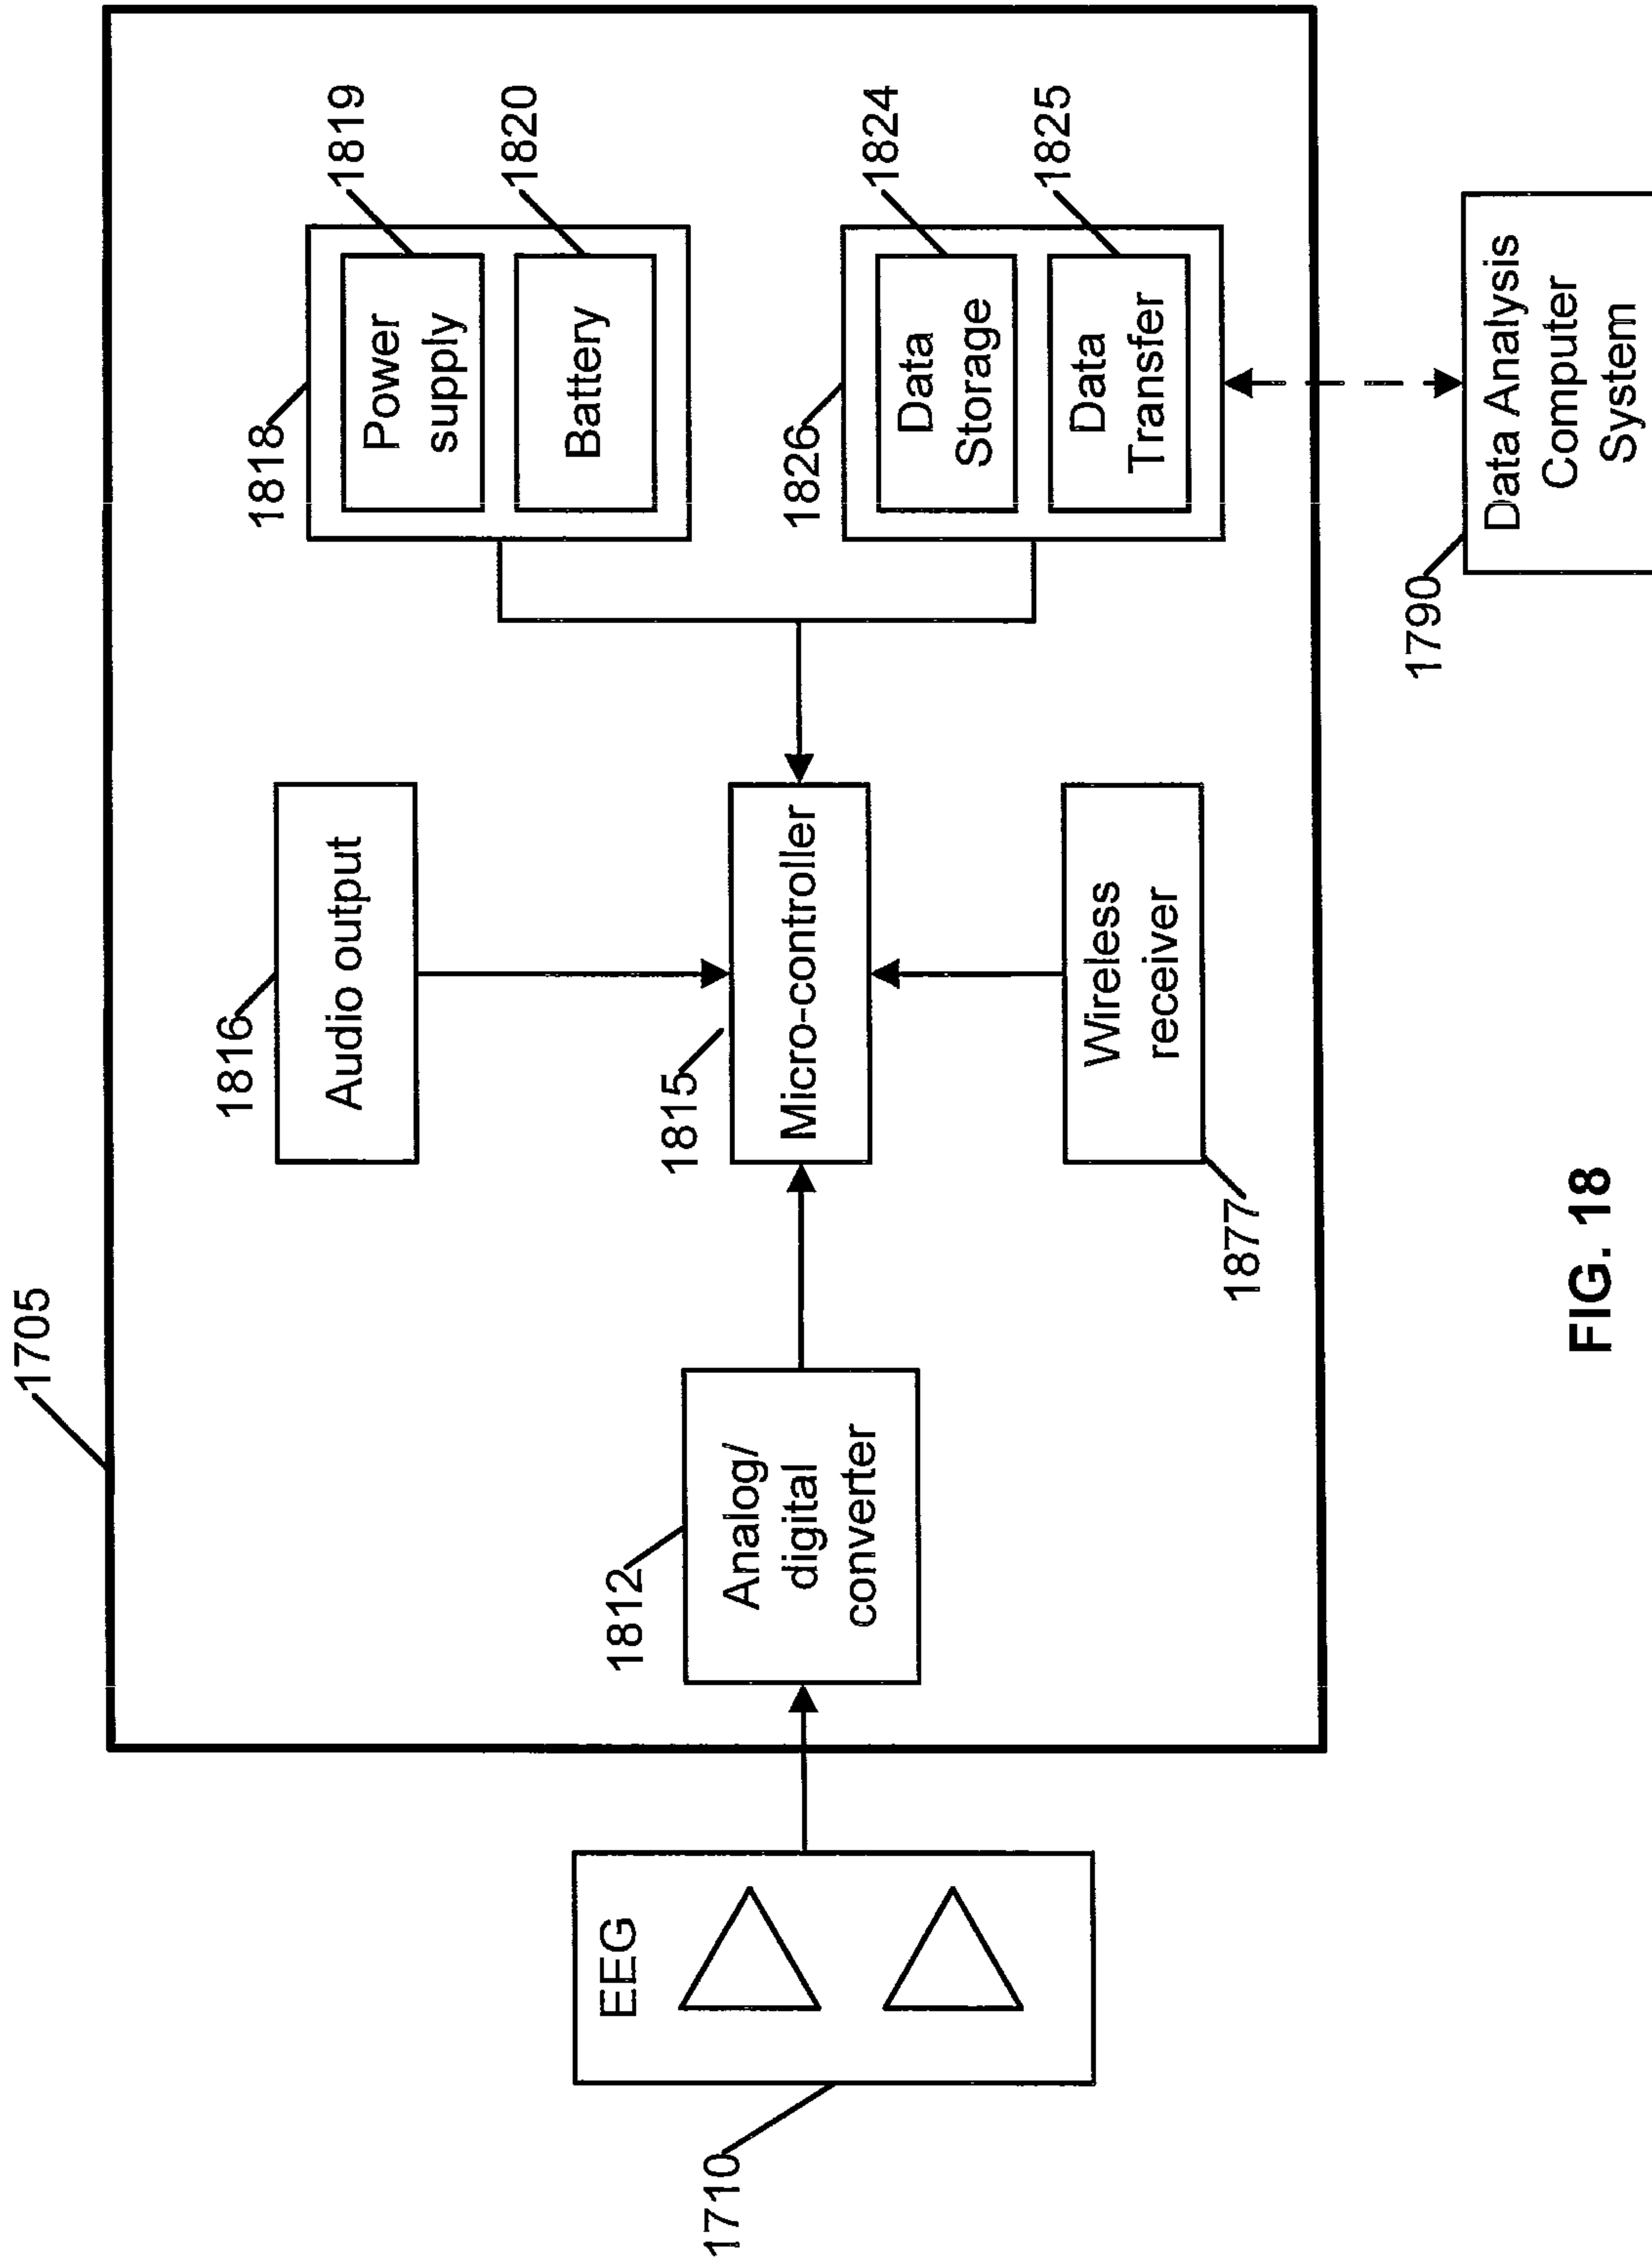 1705
1816
Audio output
1818
Power
supply
1819
Battery
1820
1710
EEG
1812
Analog/
digital
converter
1815
Micro-controller
1826
Data
Storage
1824
Data
Transfer
1825
1877
Wireless
receiver
1790
Data Analysis
Computer
System
FIG. 18